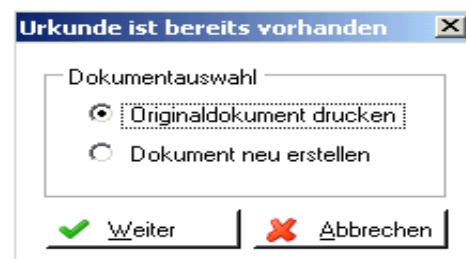 Urkunde ist bereits vorhanden
Dokumentauswahl
Originaldokument drucken
Dokument neu erstellen
Weiter Abbrechen